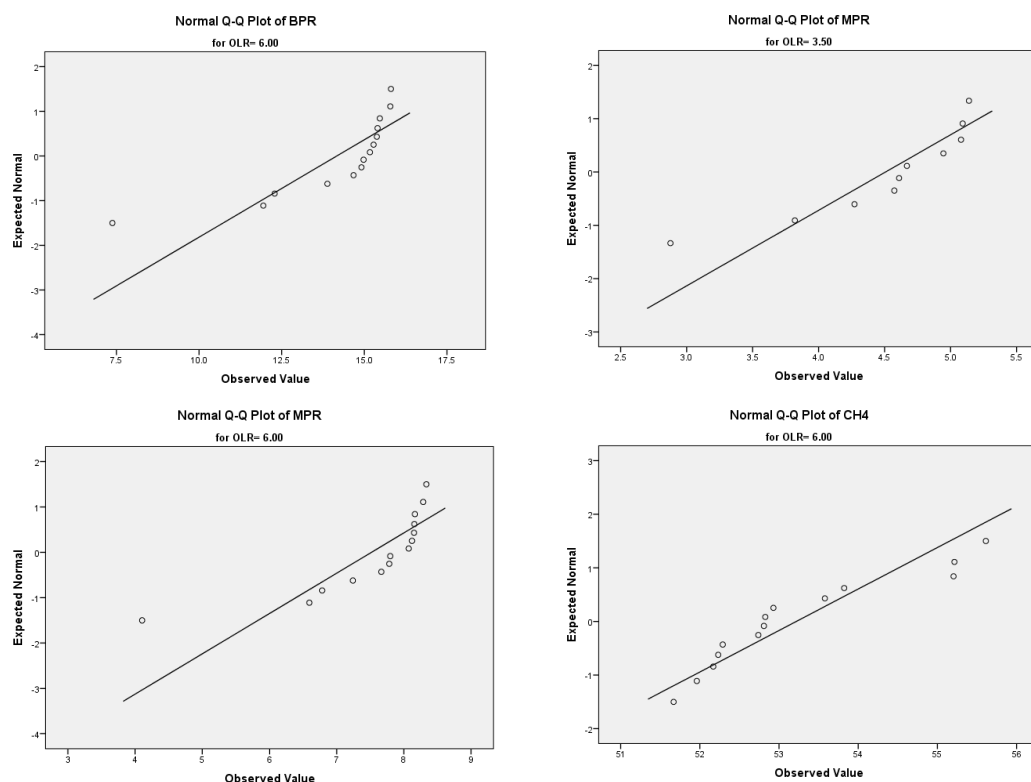 Normal Q-Q Plot of BPR
for OLR= 6.00
Expected Normal
2
1
0
-1
-2
-3
-4
7.5 10.0 12.5 15.0 17.5
Observed Value
Normal Q-Q Plot of MPR
for OLR= 3.50
Expected Normal
2
1
0
-1
-2
-3
2.5 3.0 3.5 4.0 4.5 5.0 5.5
Observed Value
Normal Q-Q Plot of MPR
for OLR= 6.00
Expected Normal
2
1
0
-1
-2
-3
-4
3 4 5 6 7 8 9
Observed Value
Normal Q-Q Plot of CH4
for OLR= 6.00
Expected Normal
3
2
1
0
-1
-2
51 52 53 54 55 56
Observed Value